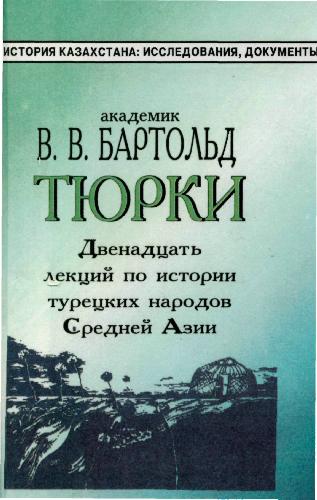 ИСТОРИЯ КАЗАХСТАНА: ИССЛЕДОВАНИЯ, ДОКУМЕНТЫ
академик
В. В. БАРТОЛЬД
ТЮРКИ
Двенадцать
лекций по истории
турецких народов
Средней Азии